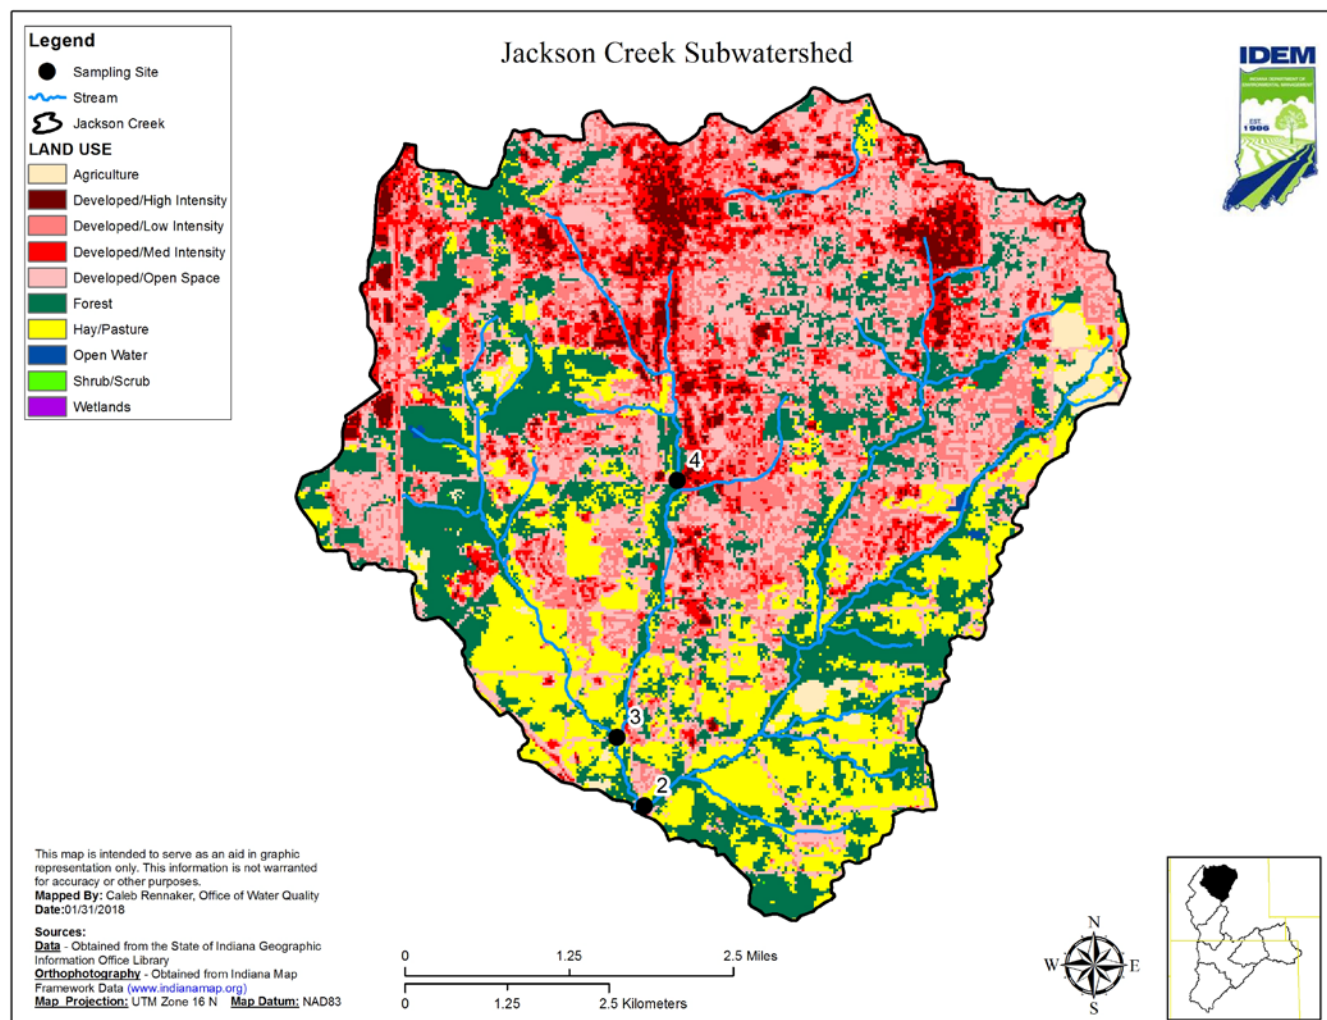 Jackson Creek Subwatershed
Legend
Sampling Site
Stream
Jackson Creek
LAND USE
Agriculture
Developed/High Intensity
Developed/Low Intensity
Developed/Med Intensity
Developed/Open Space
Forest
Hay/Pasture
Open Water
Shrub/Scrub
Wetlands
IDEM
INDIANA DEPARTMENT OF
ENVIRONMENTAL MANAGEMENT
EST.
1986
4
3
2
This map is intended to serve as an aid in graphic
representation only. This information is not warranted
for accuracy or other purposes.
Mapped By: Caleb Rennaker, Office of Water Quality
Date:01/31/2018
Sources:
Data - Obtained from the State of Indiana Geographic
Information Office Library
Orthophotography - Obtained from Indiana Map
Framework Data (www.indianamap.org)
Map Projection: UTM Zone 16 N Map Datum: NAD83
0 1.25 2.5 Miles
0 1.25 2.5 Kilometers
N
W E
S